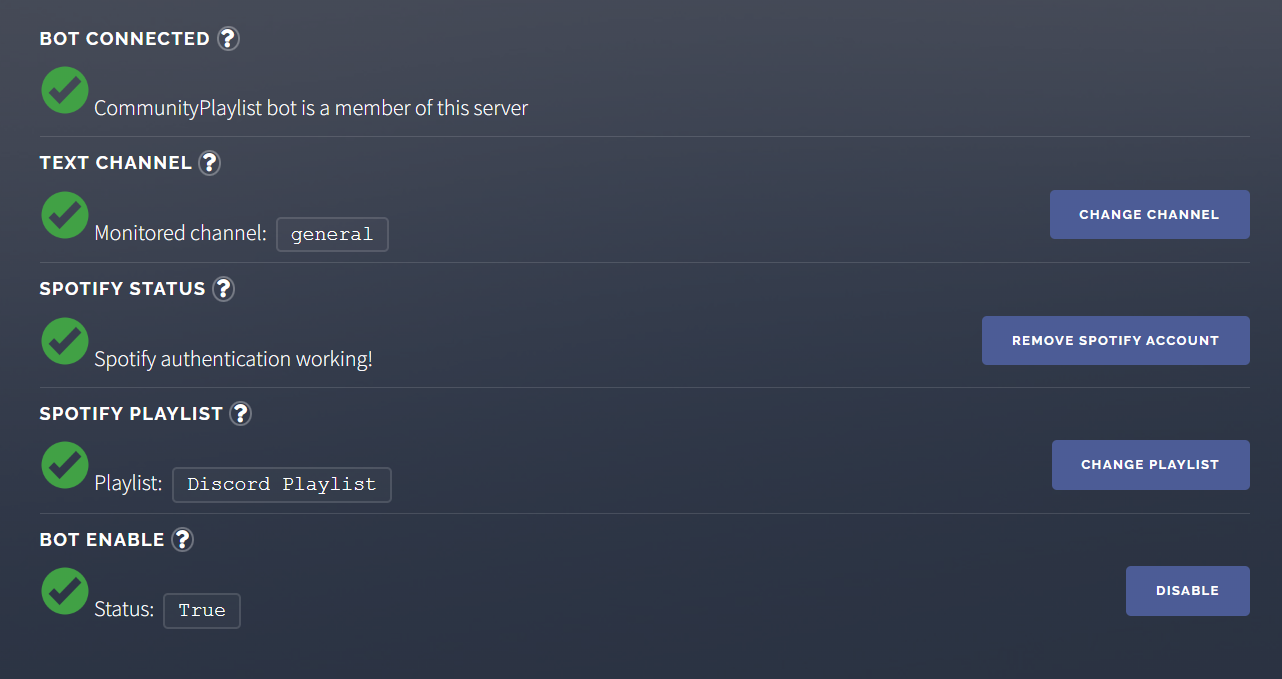 BOT CONNECTED ?
CommunityPlaylist bot is a member of this server
TEXT CHANNEL ?
Monitored channel: general
CHANGE CHANNEL
SPOTIFY STATUS ?
Spotify authentication working!
REMOVE SPOTIFY ACCOUNT
SPOTIFY PLAYLIST ?
Playlist: Discord Playlist
CHANGE PLAYLIST
BOT ENABLE ?
Status: True
DISABLE